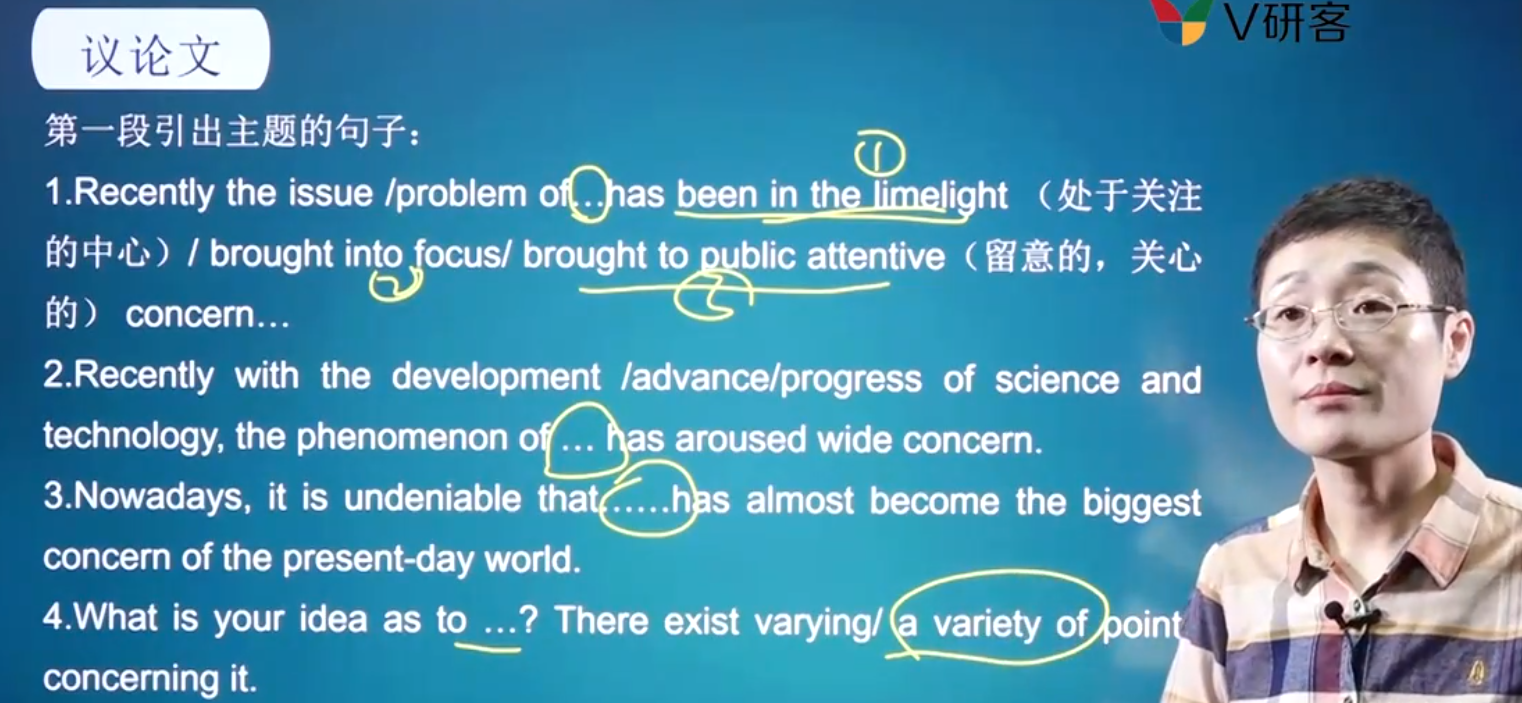 V研客
议论文
第一段引出主题的句子：
①
1.Recently the issue /problem of…has been in the limelight （处于关注
的中心）/ brought into focus/ brought to public attentive（留意的，关心
② 
的） concern…
2.Recently with the development /advance/progress of science and
technology, the phenomenon of … has aroused wide concern.
3.Nowadays, it is undeniable that……has almost become the biggest
concern of the present-day world.
4.What is your idea as to …? There exist varying/ a variety of point
concerning it.